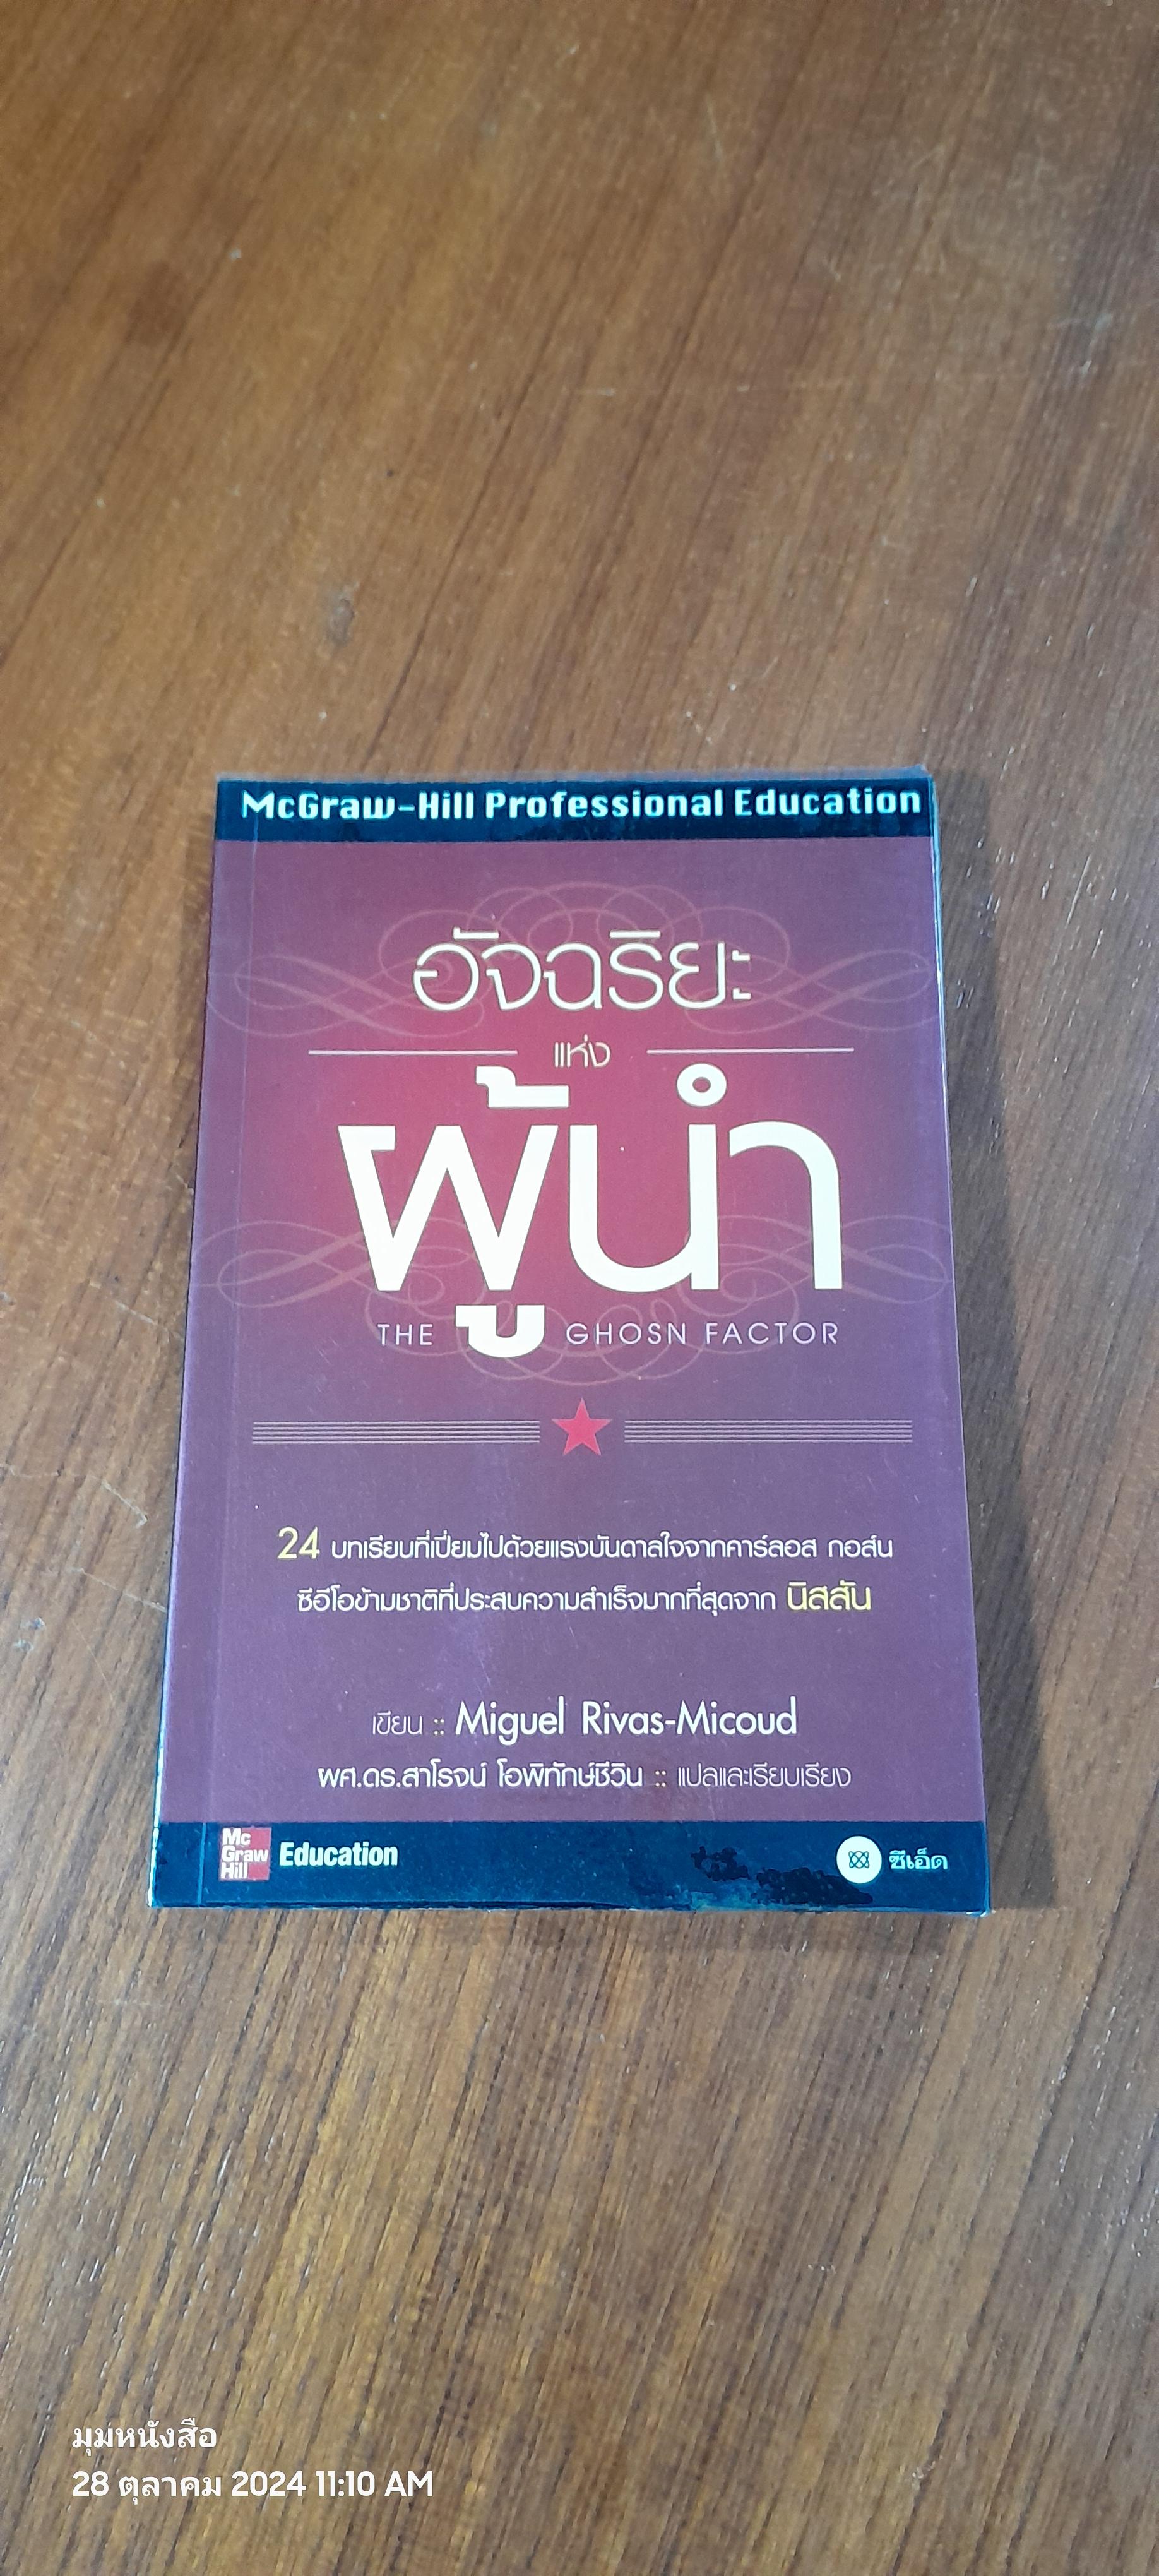 McGraw-Hill Professional Education
อัจฉริยะ
แห่ง
ผู้นำ
THE GHOSN FACTOR
24 บทเรียนที่เปี่ยมไปด้วยแรงบันดาลใจจากคาร์ลอส กอส์น
ซีอีโอข้ามชาติที่ประสบความสำเร็จมากที่สุดจาก นิสสัน
เขียน :: Miguel Rivas-Micoud
ผศ.ดร.สาโรจน์ โอพิทักษ์ชีวิน :: แปลและเรียบเรียง
Mc
Graw
Hill
Education
ซีเอ็ด
มุมหนังสือ
28 ตุลาคม 2024 11:10 AM